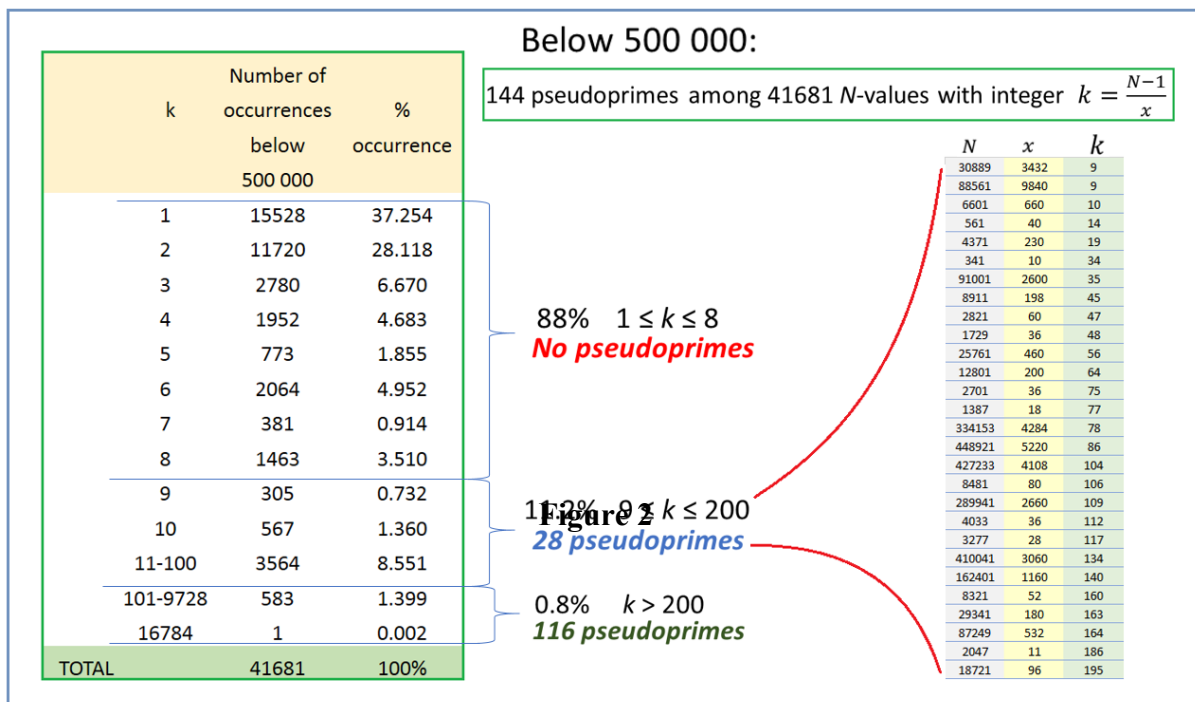 Below 500 000:
144 pseudoprimes among 41681 N-values with integer k = N−1 / x
Number of
k occurrences %
below occurrence
500 000
1 15528 37.254
2 11720 28.118
3 2780 6.670
4 1952 4.683
5 773 1.855
6 2064 4.952
7 381 0.914
8 1463 3.510
9 305 0.732
10 567 1.360
11-100 3564 8.551
101-9728 583 1.399
16784 1 0.002
TOTAL 41681 100%
88% 1 ≤ k ≤ 8
No pseudoprimes
11.2% 9 ≤ k ≤ 200
Figure 2
28 pseudoprimes
0.8% k > 200
116 pseudoprimes
N x k
30889 3432 9
88561 9840 9
6601 660 10
561 40 14
4371 230 19
341 10 34
91001 2600 35
8911 198 45
2821 60 47
1729 36 48
25761 460 56
12801 200 64
2701 36 75
1387 18 77
334153 4284 78
448921 5220 86
427233 4108 104
8481 80 106
289941 2660 109
4033 36 112
3277 28 117
410041 3060 134
162401 1160 140
8321 52 160
29341 180 163
87249 532 164
2047 11 186
18721 96 195